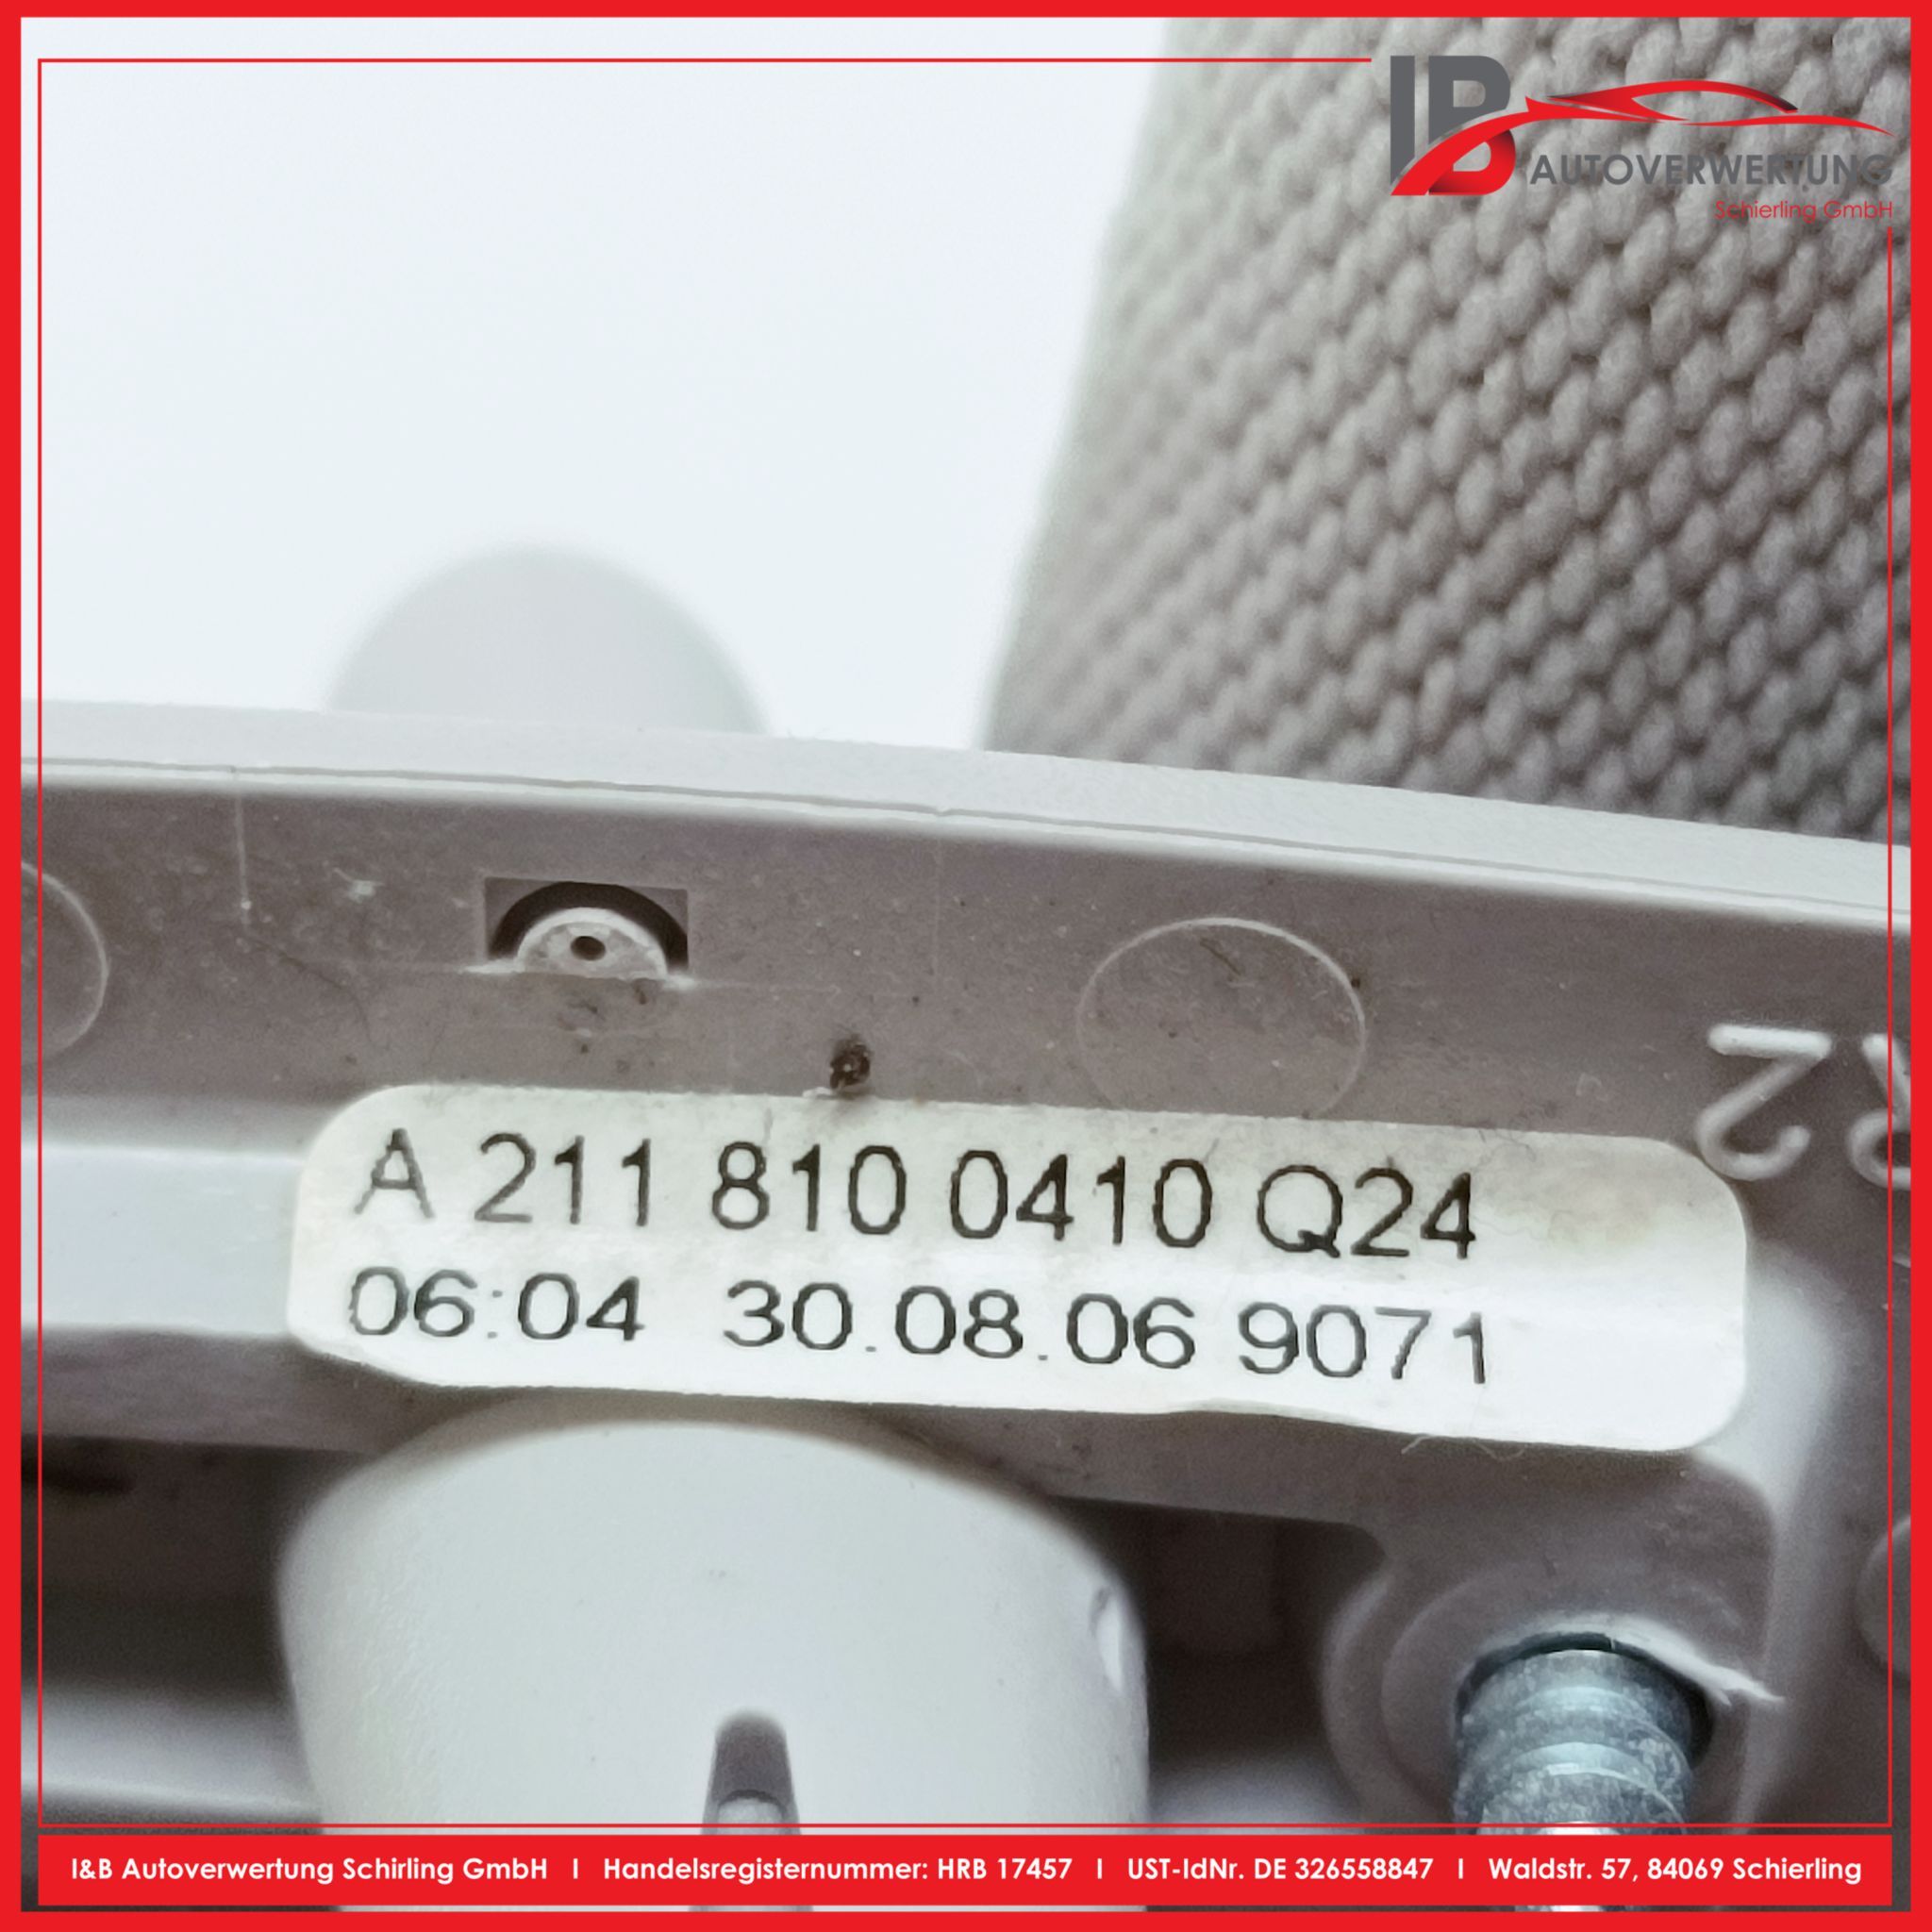 IB
AUTOVERWERTUNG
Schierling GmbH
A 211 810 0410 Q24
06:04 30.08.06 9071
I&B Autoverwertung Schirling GmbH I Handelsregisternummer: HRB 17457 I UST-IdNr. DE 326558847 I Waldstr. 57, 84069 Schierling